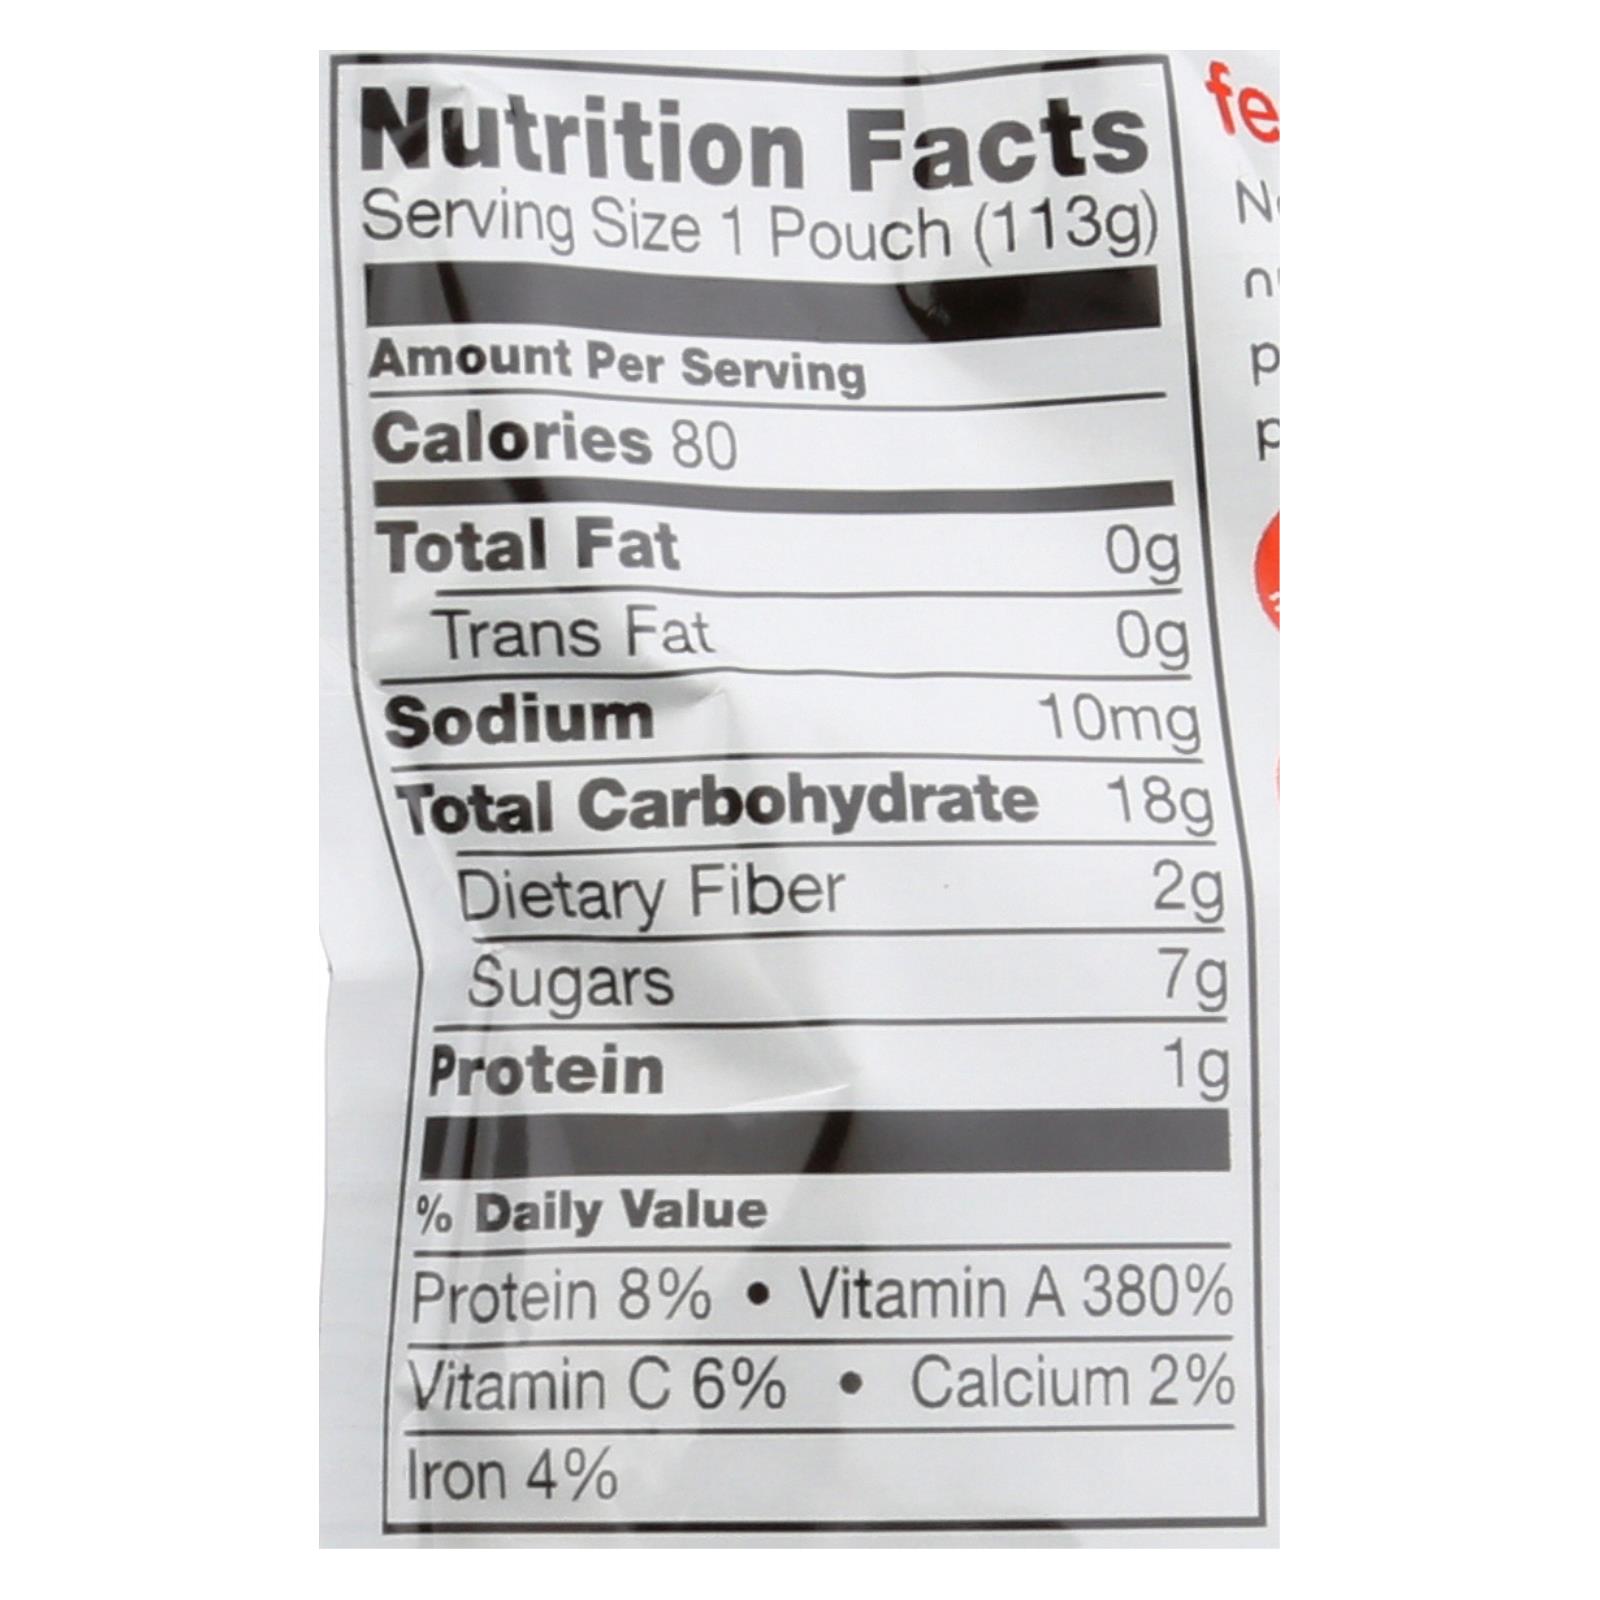 Nutrition Facts
Serving Size 1 Pouch (113g)
Amount Per Serving
Calories 80
Total Fat 0g
Trans Fat 0g
Sodium 10mg
Total Carbohydrate 18g
Dietary Fiber 2g
Sugars 7g
Protein 1g
% Daily Value
Protein 8% • Vitamin A 380%
Vitamin C 6% • Calcium 2%
Iron 4%